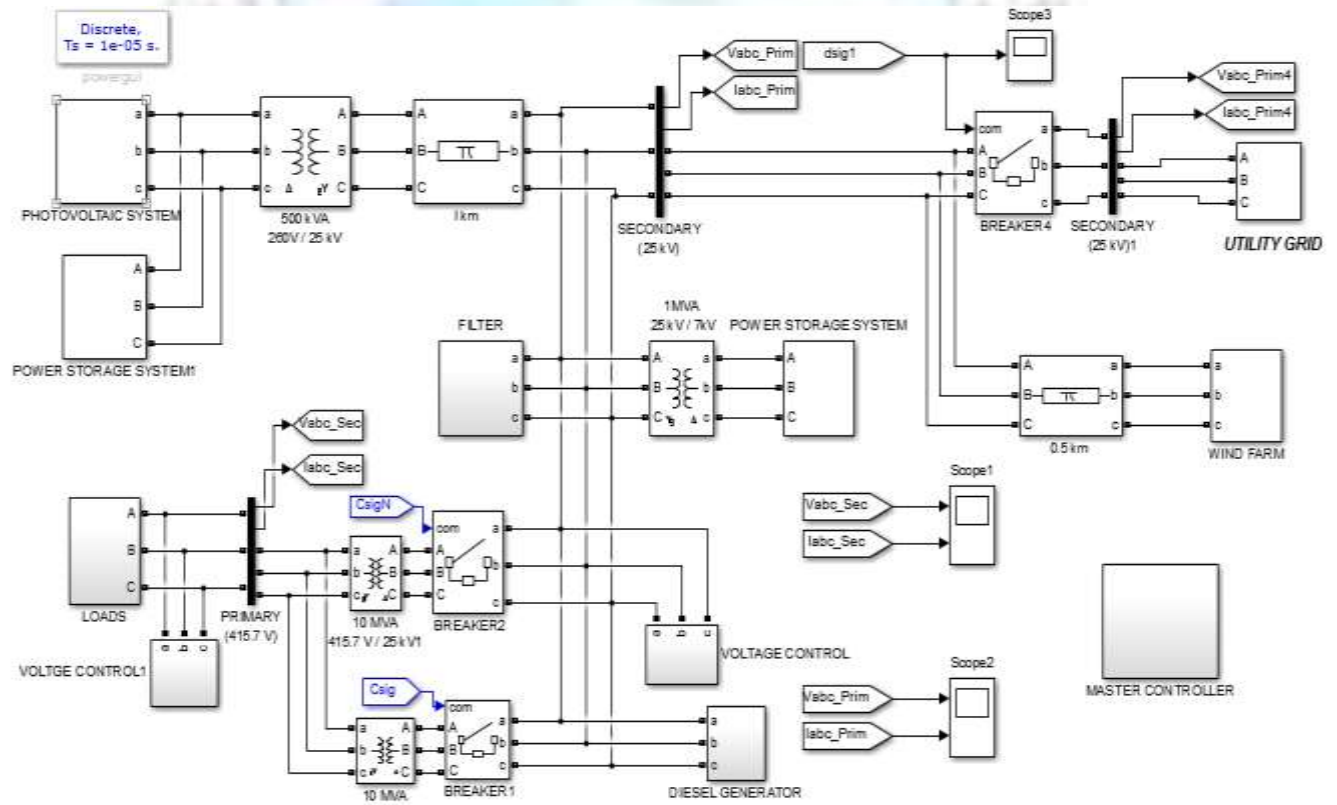 Discrete,
Ts = 1e-05 s.
powergui
Scope3
Vabc_Prim
dsig1
Iabc_Prim
Vabc_Prim4
Iabc_Prim4
a
b
c
PHOTOVOLTAIC SYSTEM
a
b
c
A
B
C
500 kVA
260V / 25 kV
A
B
C
a
b
c
1 km
SECONDARY
(25 kV)
com
A
B
C
a
b
c
BREAKER4
SECONDARY
(25 kV)1
A
B
C
UTILITY GRID
A
B
C
POWER STORAGE SYSTEM1
FILTER
a
b
c
1MVA
25 kV / 7kV
A
B
C
a
b
c
POWER STORAGE SYSTEM
A
B
C
A
B
C
a
b
c
0.5 km
a
b
c
WIND FARM
Vabc_Sec
Iabc_Sec
A
B
C
LOADS
PRIMARY
(415.7 V)
a
b
c
VOLTGE CONTROL1
CsigN
a
b
c
A
B
C
10 MVA
415.7 V / 25 kV1
com
A
B
C
a
b
c
BREAKER2
a
b
c
VOLTAGE CONTROL
Csig
a
b
c
A
B
C
10 MVA
com
A
B
C
a
b
c
BREAKER1
a
b
c
DIESEL GENERATOR
Scope1
Vabc_Sec
Iabc_Sec
Scope2
Vabc_Prim
Iabc_Prim
MASTER CONTROLLER